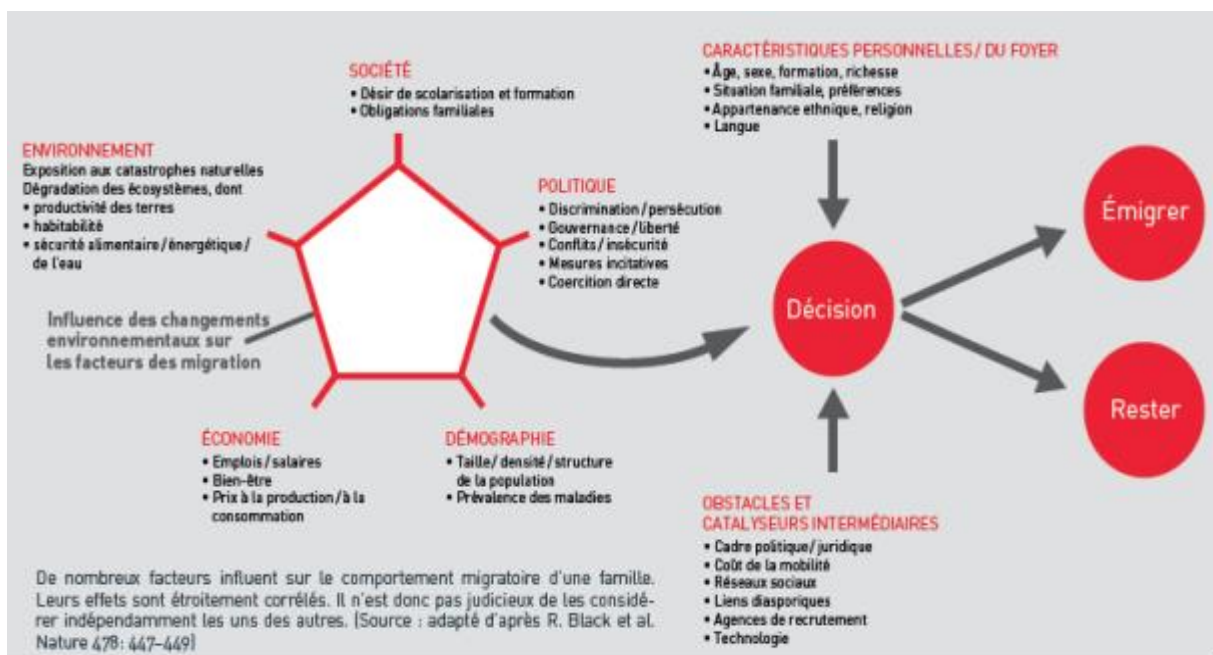 SOCIÉTÉ
• Désir de scolarisation et formation
• Obligations familiales
ENVIRONNEMENT
Exposition aux catastrophes naturelles
Dégradation des écosystèmes, dont
• productivité des terres
• habitabilité
• sécurité alimentaire/énergétique/
de l'eau
POLITIQUE
• Discrimination/persécution
• Gouvernance/liberté
• Conflits/insécurité
• Mesures incitatives
• Coercition directe
Influence des changements
environnementaux sur
les facteurs des migration
ÉCONOMIE
• Emplois/salaires
• Bien-être
• Prix à la production/à la
consommation
DÉMOGRAPHIE
• Taille/densité/structure
de la population
• Prévalence des maladies
CARACTÉRISTIQUES PERSONNELLES/DU FOYER
• Âge, sexe, formation, richesse
• Situation familiale, préférences
• Appartenance ethnique, religion
• Langue
Décision
Émigrer
Rester
OBSTACLES ET
CATALYSEURS INTERMÉDIAIRES
• Cadre politique/juridique
• Coût de la mobilité
• Réseaux sociaux
• Liens diasporiques
• Agences de recrutement
• Technologie
De nombreux facteurs influent sur le comportement migratoire d'une famille.
Leurs effets sont étroitement corrélés. Il n'est donc pas judicieux de les considé-
rer indépendamment les uns des autres. (Source : adapté d'après R. Black et al.
Nature 478: 447–449)